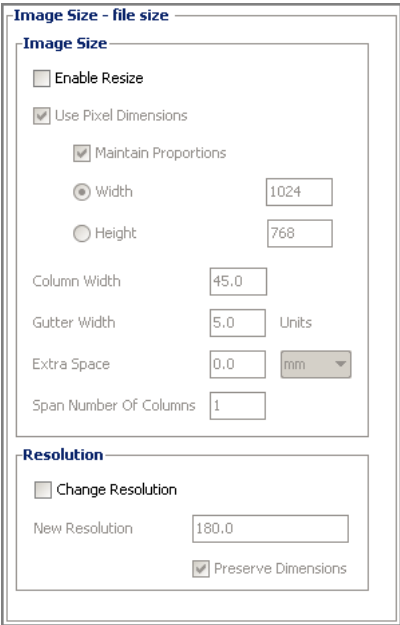 Image Size - file size
Image Size
Enable Resize
Use Pixel Dimensions
Maintain Proportions
Width 1024
Height 768
Column Width 45.0
Gutter Width 5.0 Units
Extra Space 0.0 mm
Span Number Of Columns 1
Resolution
Change Resolution
New Resolution 180.0
Preserve Dimensions